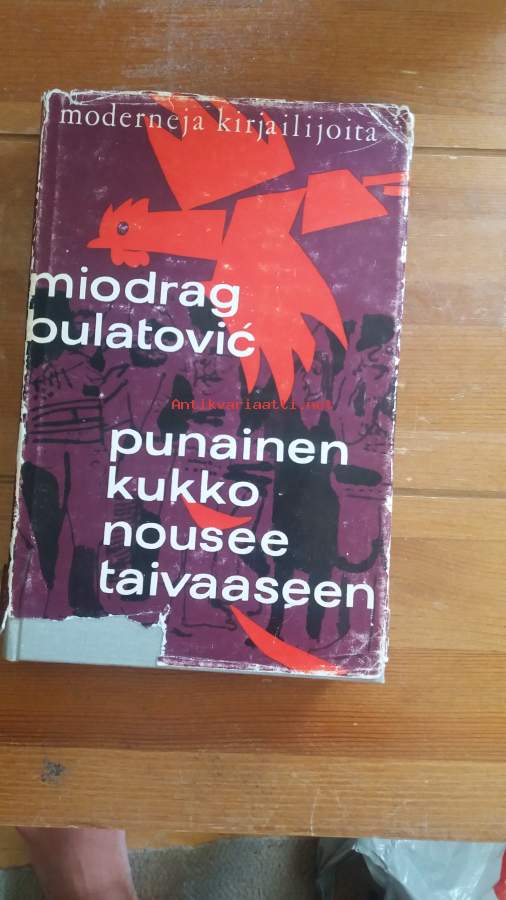 moderneja kirjailijoita
miodrag
bulatović
Antikvariaatti.net
punainen
kukko
nousee
taivaaseen